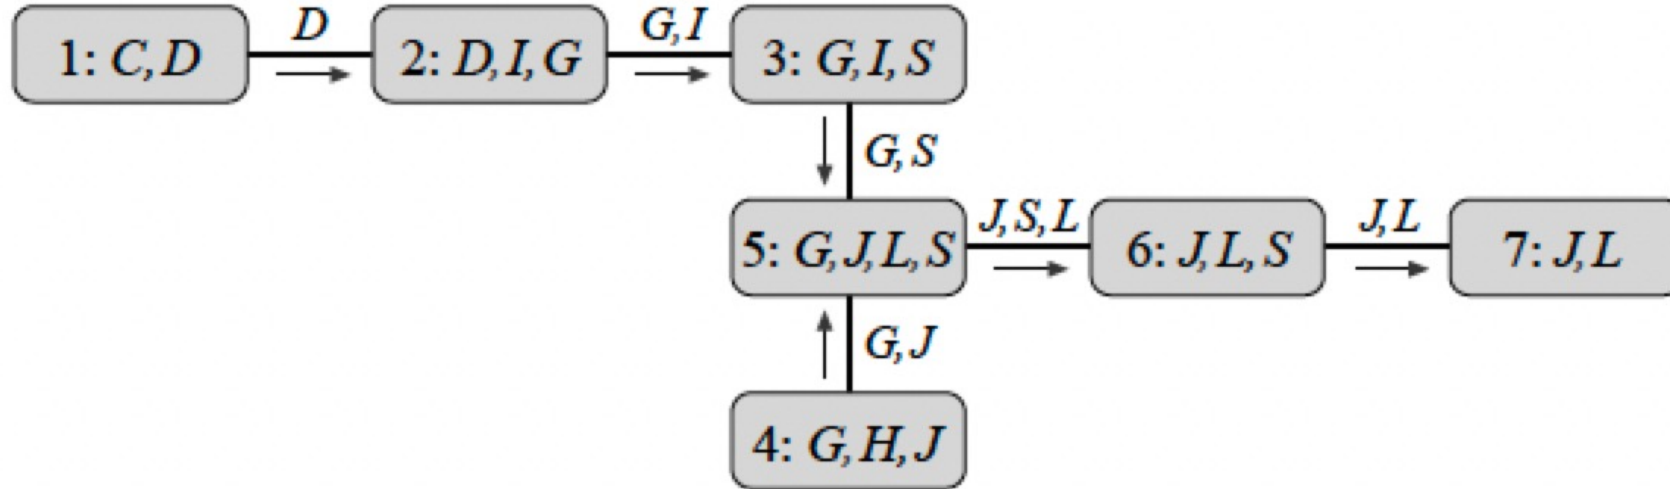 1: C, D
D
2: D, I, G
G, I
3: G, I, S
G, S
5: G, J, L, S
J, S, L
6: J, L, S
J, L
7: J, L
G, J
4: G, H, J